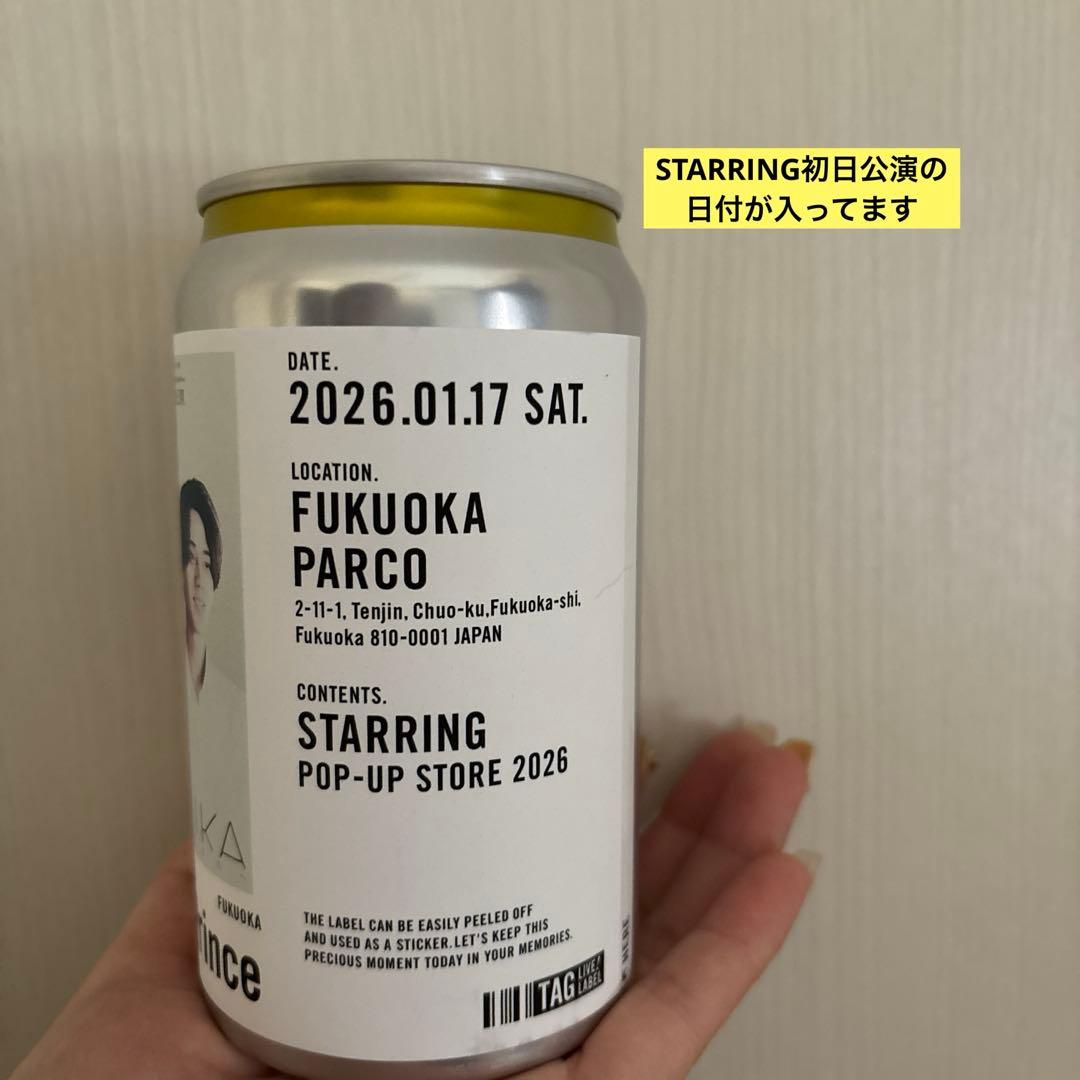 STARRING初日公演の
日付が入ってます
DATE.
2026.01.17 SAT.
LOCATION.
FUKUOKA
PARCO
2-11-1, Tenjin, Chuo-ku,Fukuoka-shi,
Fukuoka 810-0001 JAPAN
CONTENTS.
STARRING
POP-UP STORE 2026
FUKUOKA
THE LABEL CAN BE EASILY PEELED OFF
AND USED AS A STICKER.LET'S KEEP THIS
PRECIOUS MOMENT TODAY IN YOUR MEMORIES.
TAG LIVE!
LABEL